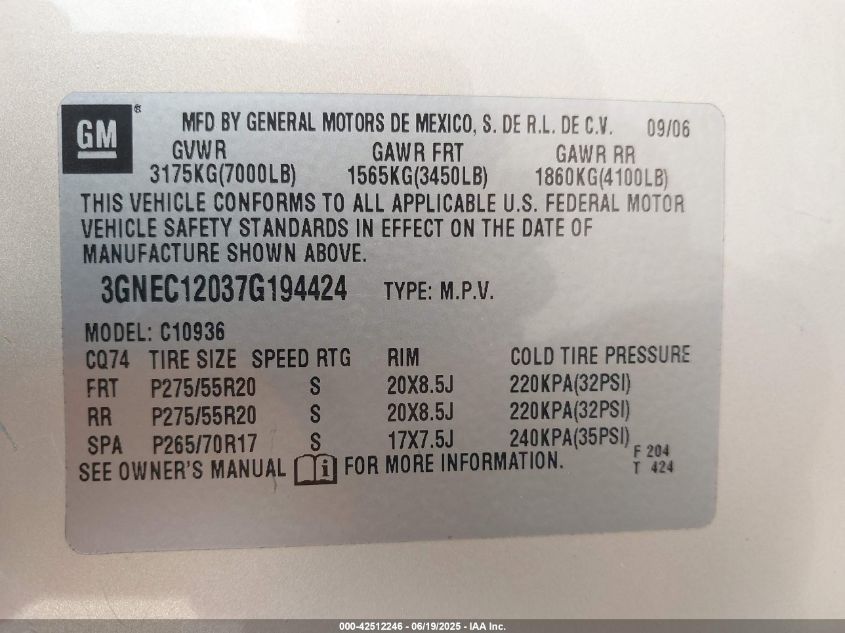 GM ® MFD BY GENERAL MOTORS DE MEXICO, S. DE R.L. DE C.V. 09/06
GVWR GAWR FRT GAWR RR
3175KG(7000LB) 1565KG(3450LB) 1860KG(4100LB)
THIS VEHICLE CONFORMS TO ALL APPLICABLE U.S. FEDERAL MOTOR
VEHICLE SAFETY STANDARDS IN EFFECT ON THE DATE OF
MANUFACTURE SHOWN ABOVE.
3GNEC12037G194424 TYPE: M.P.V.
MODEL: C10936
CQ74 TIRE SIZE SPEED RTG RIM COLD TIRE PRESSURE
FRT P275/55R20 S 20X8.5J 220KPA(32PSI)
RR P275/55R20 S 20X8.5J 220KPA(32PSI)
SPA P265/70R17 S 17X7.5J 240KPA(35PSI)
F 204
SEE OWNER'S MANUAL i FOR MORE INFORMATION.
T 424
000-42512246 - 06/19/2025 - IAA Inc.